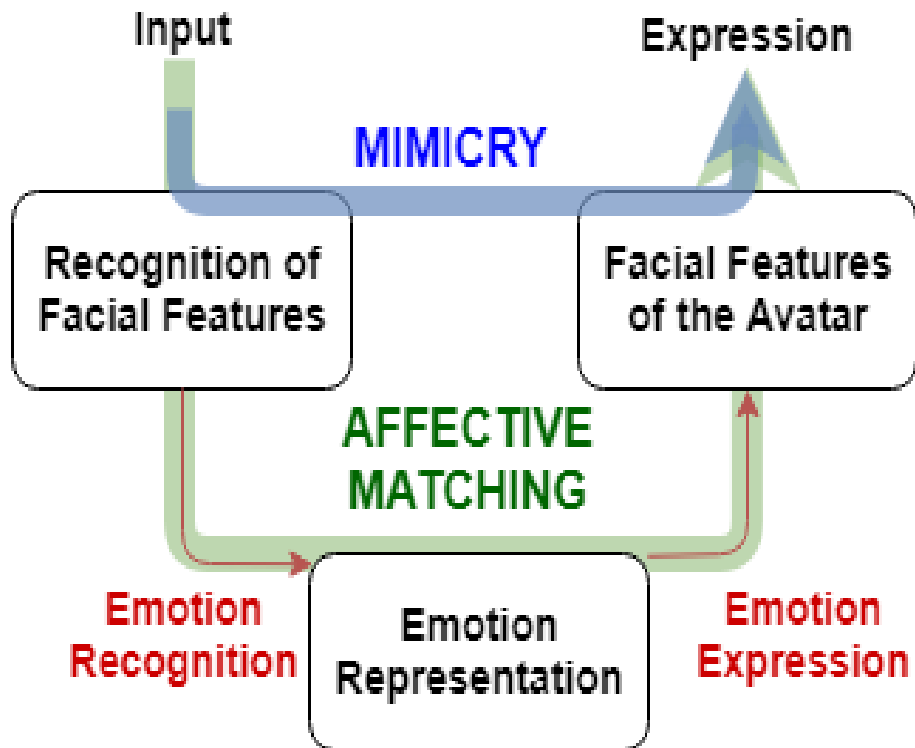 Input
Expression
MIMICRY
Recognition of
Facial Features
Facial Features
of the Avatar
AFFECTIVE
MATCHING
Emotion
Recognition
Emotion
Representation
Emotion
Expression